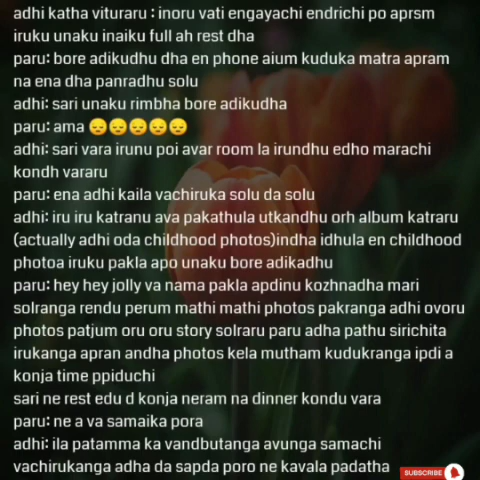 adhi katha vituraru : inoru vati engayachi endrichi po aprsm
iruku unaku inaiku full ah rest dha
paru: bore adikudhu dha en phone aium kuduka matra apram
na ena dha panradhu solu
adhi: sari unaku rimbha bore adikudha
paru: ama 😔😔😔😔😔
adhi: sari vara irunu poi avar room la irundhu edho marachi
kondh vararu
paru: ena adhi kaila vachiruka solu da solu
adhi: iru iru katranu ava pakathula utkandhu orh album katraru
(actually adhi oda childhood photos)indha idhula en childhood
photoa iruku pakla apo unaku bore adikadhu
paru: hey hey jolly va nama pakla apdinu kozhnadha mari
solranga rendu perum mathi mathi photos pakranga adhi ovoru
photos patjum oru oru story solraru paru adha pathu sirichita
irukanga apran andha photos kela mutham kudukranga ipdi a
konja time ppiduchi
sari ne rest edu d konja neram na dinner kondu vara
paru: ne a va samaika pora
adhi: ila patamma ka vandbutanga avunga samachi
vachirukanga adha da sapda poro ne kavala padatha
SUBSCRIBE